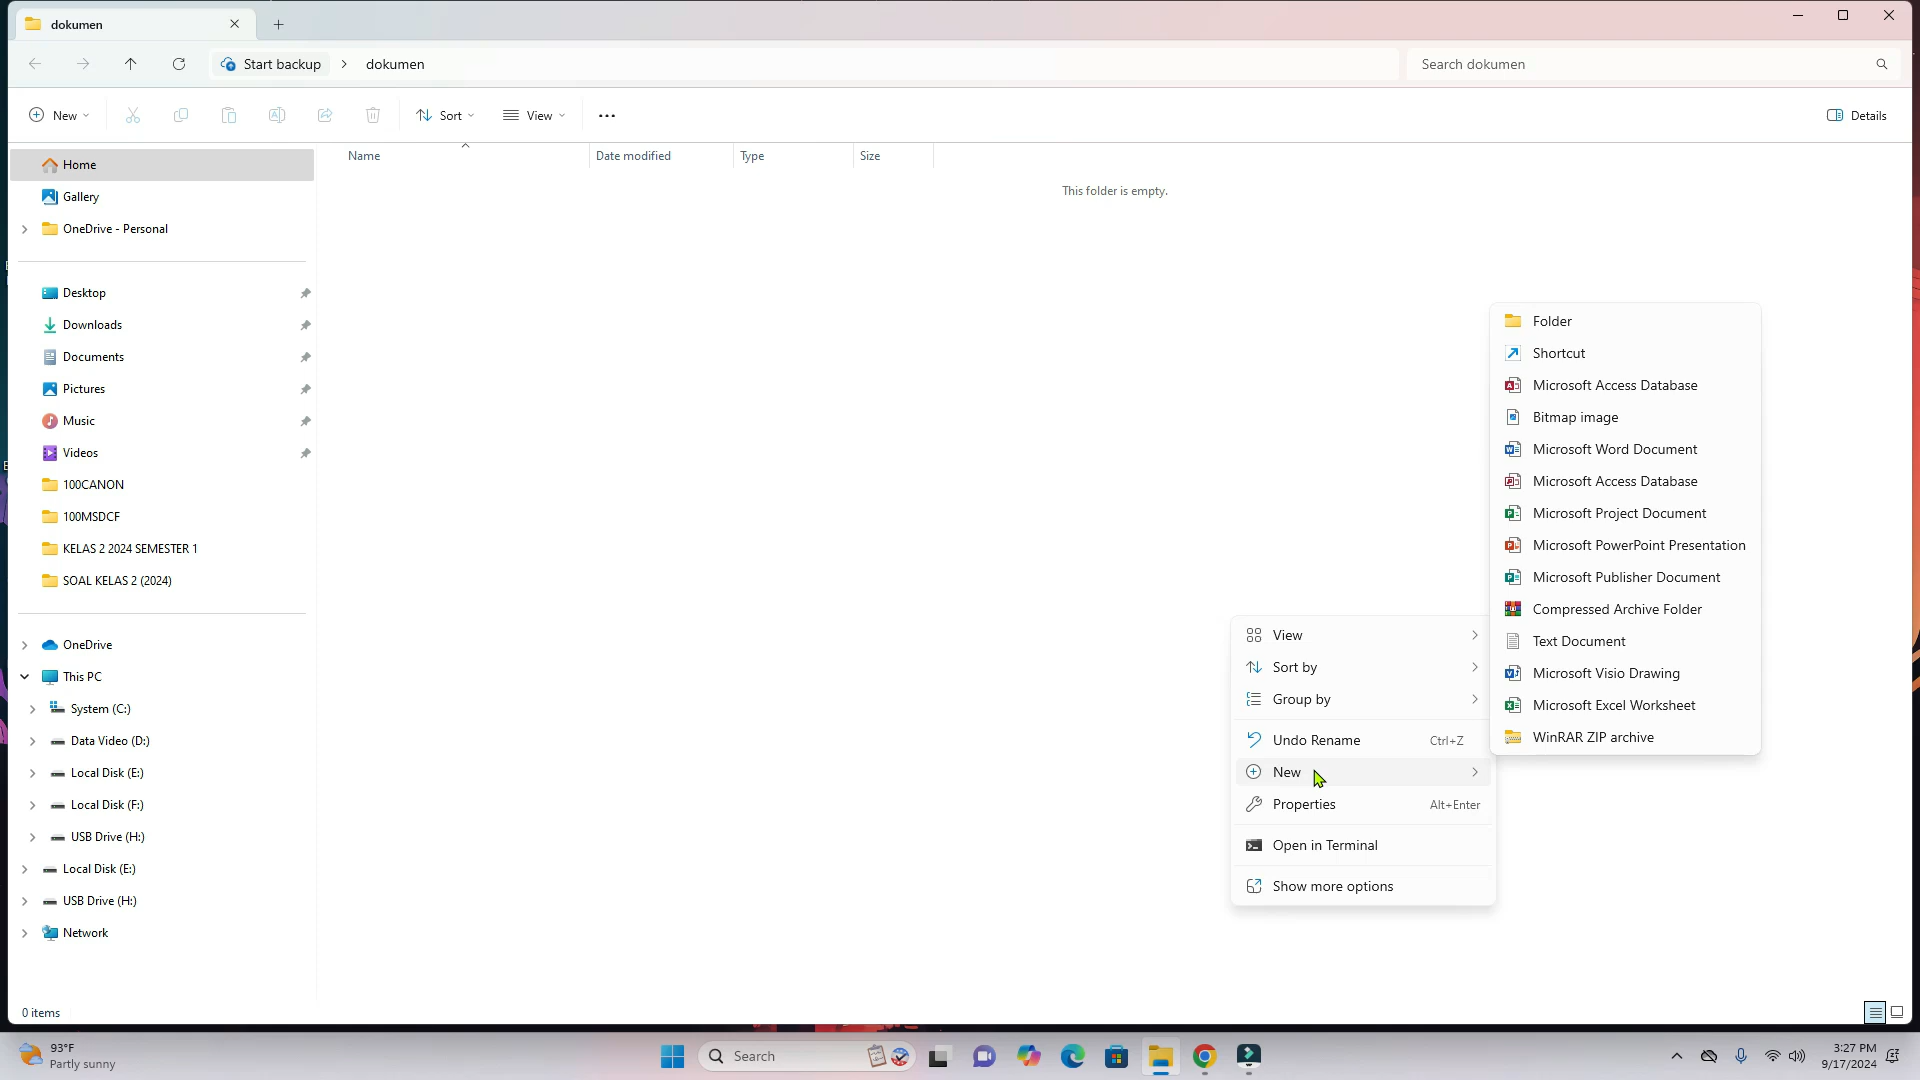 dokumen
Start backup > dokumen
Search dokumen
New
Sort
View
Details
Name
Date modified
Type
Size
This folder is empty.
Home
Gallery
OneDrive - Personal
Desktop
Downloads
Documents
Pictures
Music
Videos
100CANON
100MSDCF
KELAS 2 2024 SEMESTER 1
SOAL KELAS 2 (2024)
OneDrive
This PC
System (C:)
Data Video (D:)
Local Disk (E:)
Local Disk (F:)
USB Drive (H:)
Local Disk (E:)
USB Drive (H:)
Network
View
Sort by
Group by
Undo Rename Ctrl+Z
New
Properties Alt+Enter
Open in Terminal
Show more options
Folder
Shortcut
Microsoft Access Database
Bitmap image
Microsoft Word Document
Microsoft Access Database
Microsoft Project Document
Microsoft PowerPoint Presentation
Microsoft Publisher Document
Compressed Archive Folder
Text Document
Microsoft Visio Drawing
Microsoft Excel Worksheet
WinRAR ZIP archive
0 items
93°F
Partly sunny
Search
3:27 PM
9/17/2024